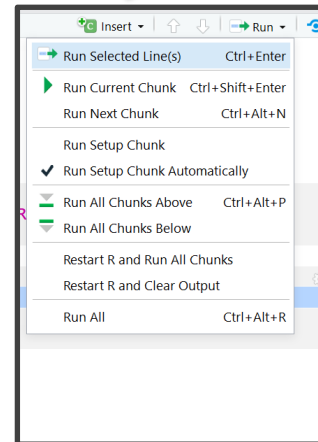 Insert
Run
Run Selected Line(s) Ctrl+Enter
Run Current Chunk Ctrl+Shift+Enter
Run Next Chunk Ctrl+Alt+N
Run Setup Chunk
Run Setup Chunk Automatically
Run All Chunks Above Ctrl+Alt+P
Run All Chunks Below
Restart R and Run All Chunks
Restart R and Clear Output
Run All Ctrl+Alt+R